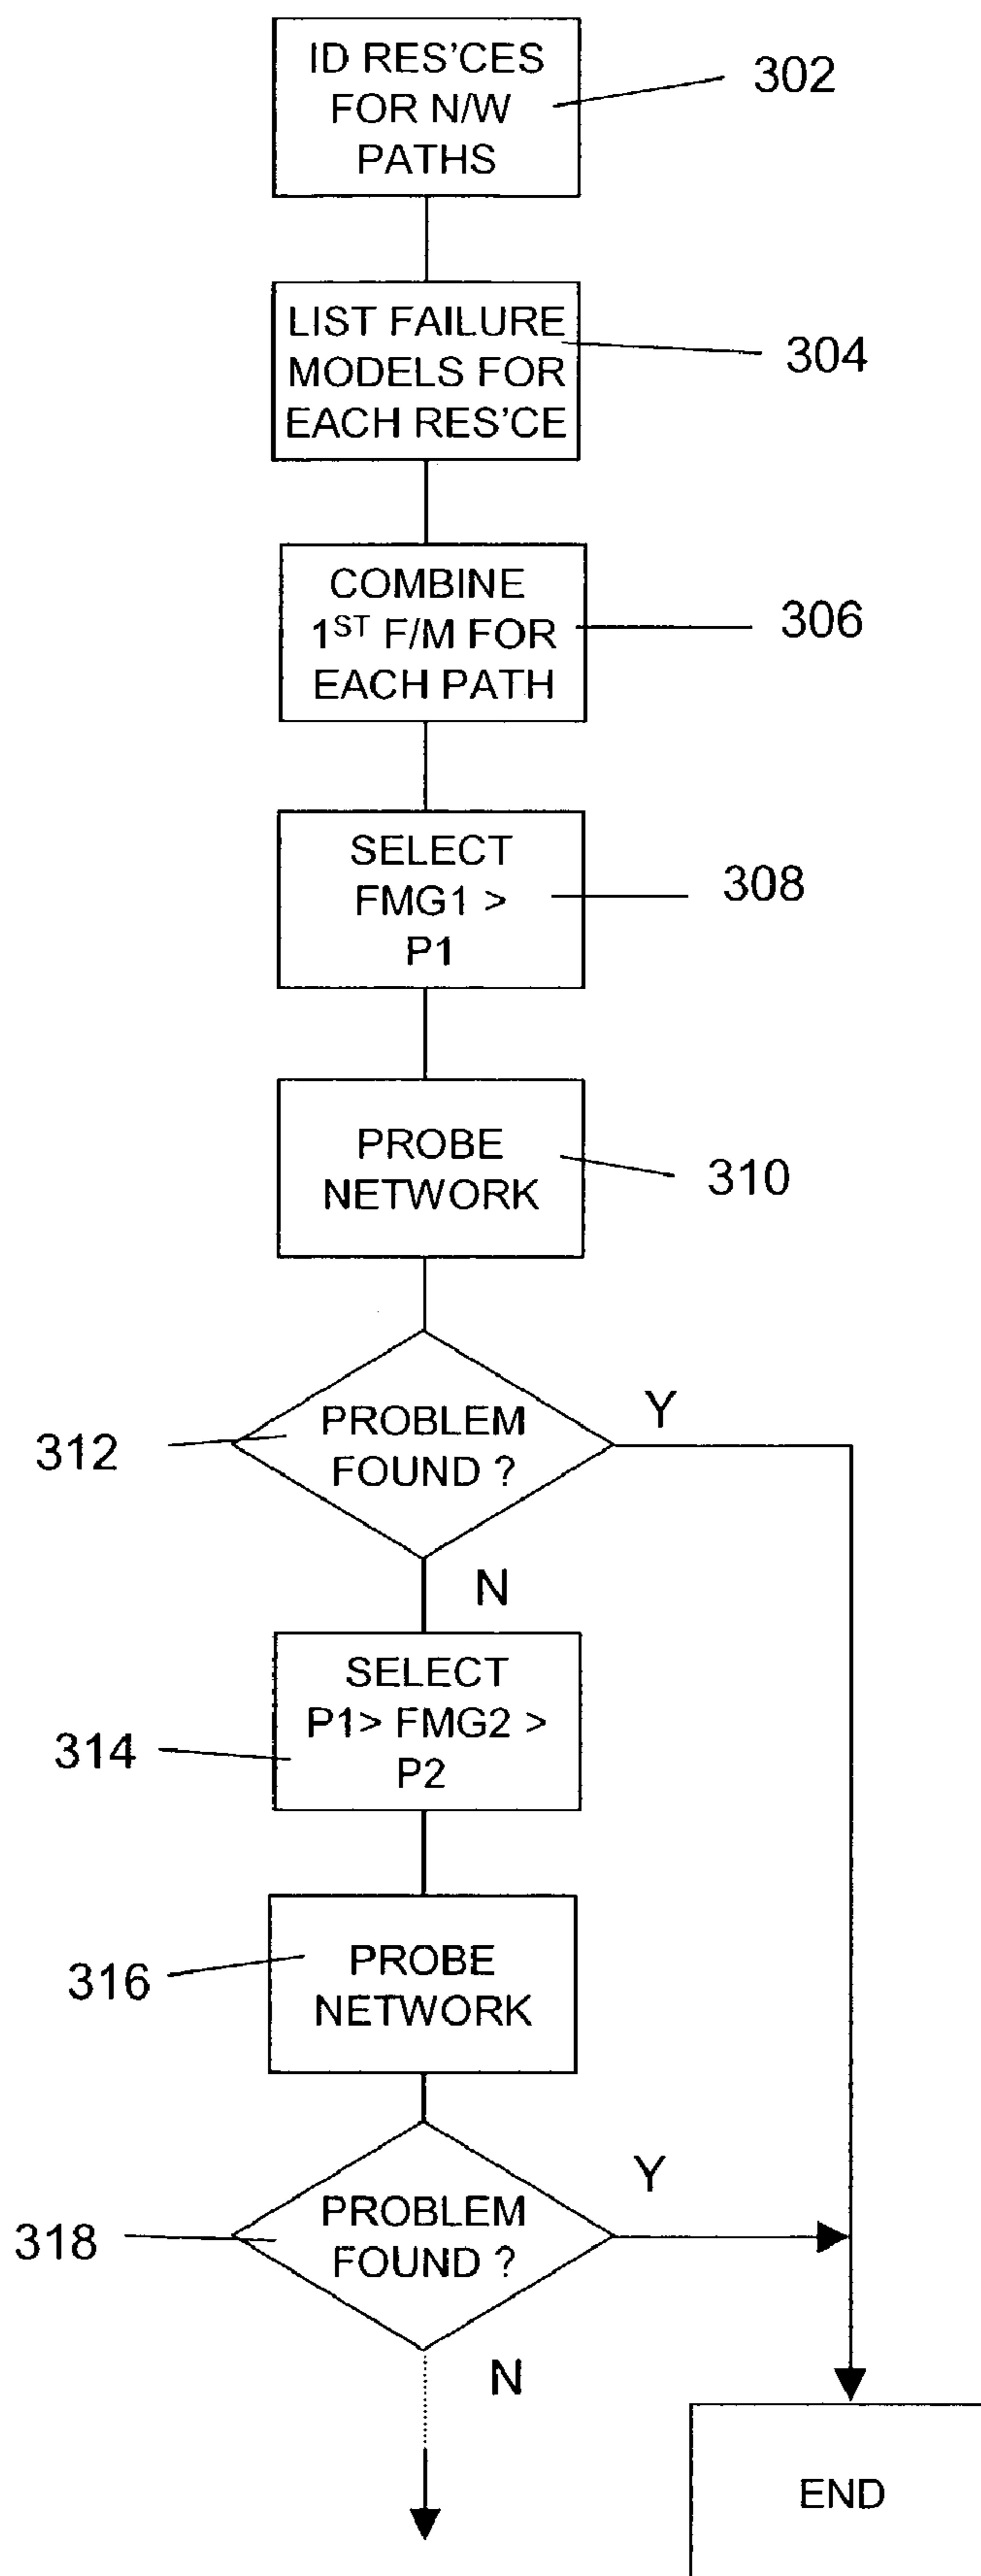 ID RES'CES
FOR N/W
PATHS
302
LIST FAILURE
MODELS FOR
EACH RES'CE
304
COMBINE
1ST F/M FOR
EACH PATH
306
SELECT
FMG1 >
P1
308
PROBE
NETWORK
310
312
PROBLEM
FOUND ?
Y
N
314
SELECT
P1> FMG2 >
P2
316
PROBE
NETWORK
318
PROBLEM
FOUND ?
Y
N
END